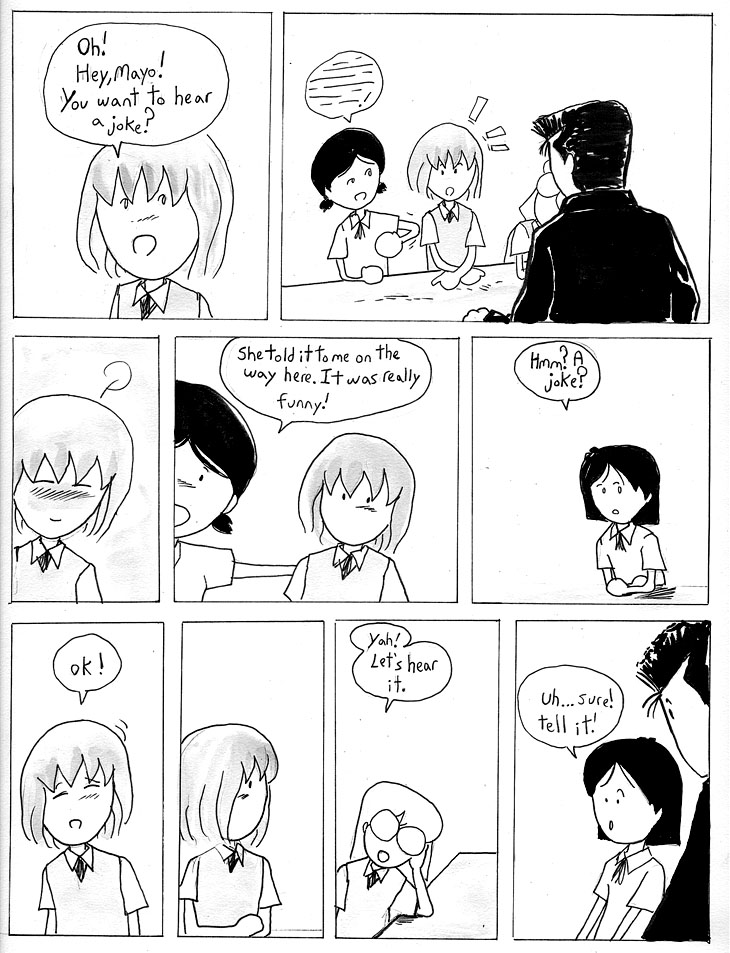 Oh!
Hey, Mayo!
You want to hear
a joke?
She told it to me on the
way here. It was really
funny!
Hmm? A
joke?
OK!
Yah!
Let's hear
it.
Uh... sure!
tell it!